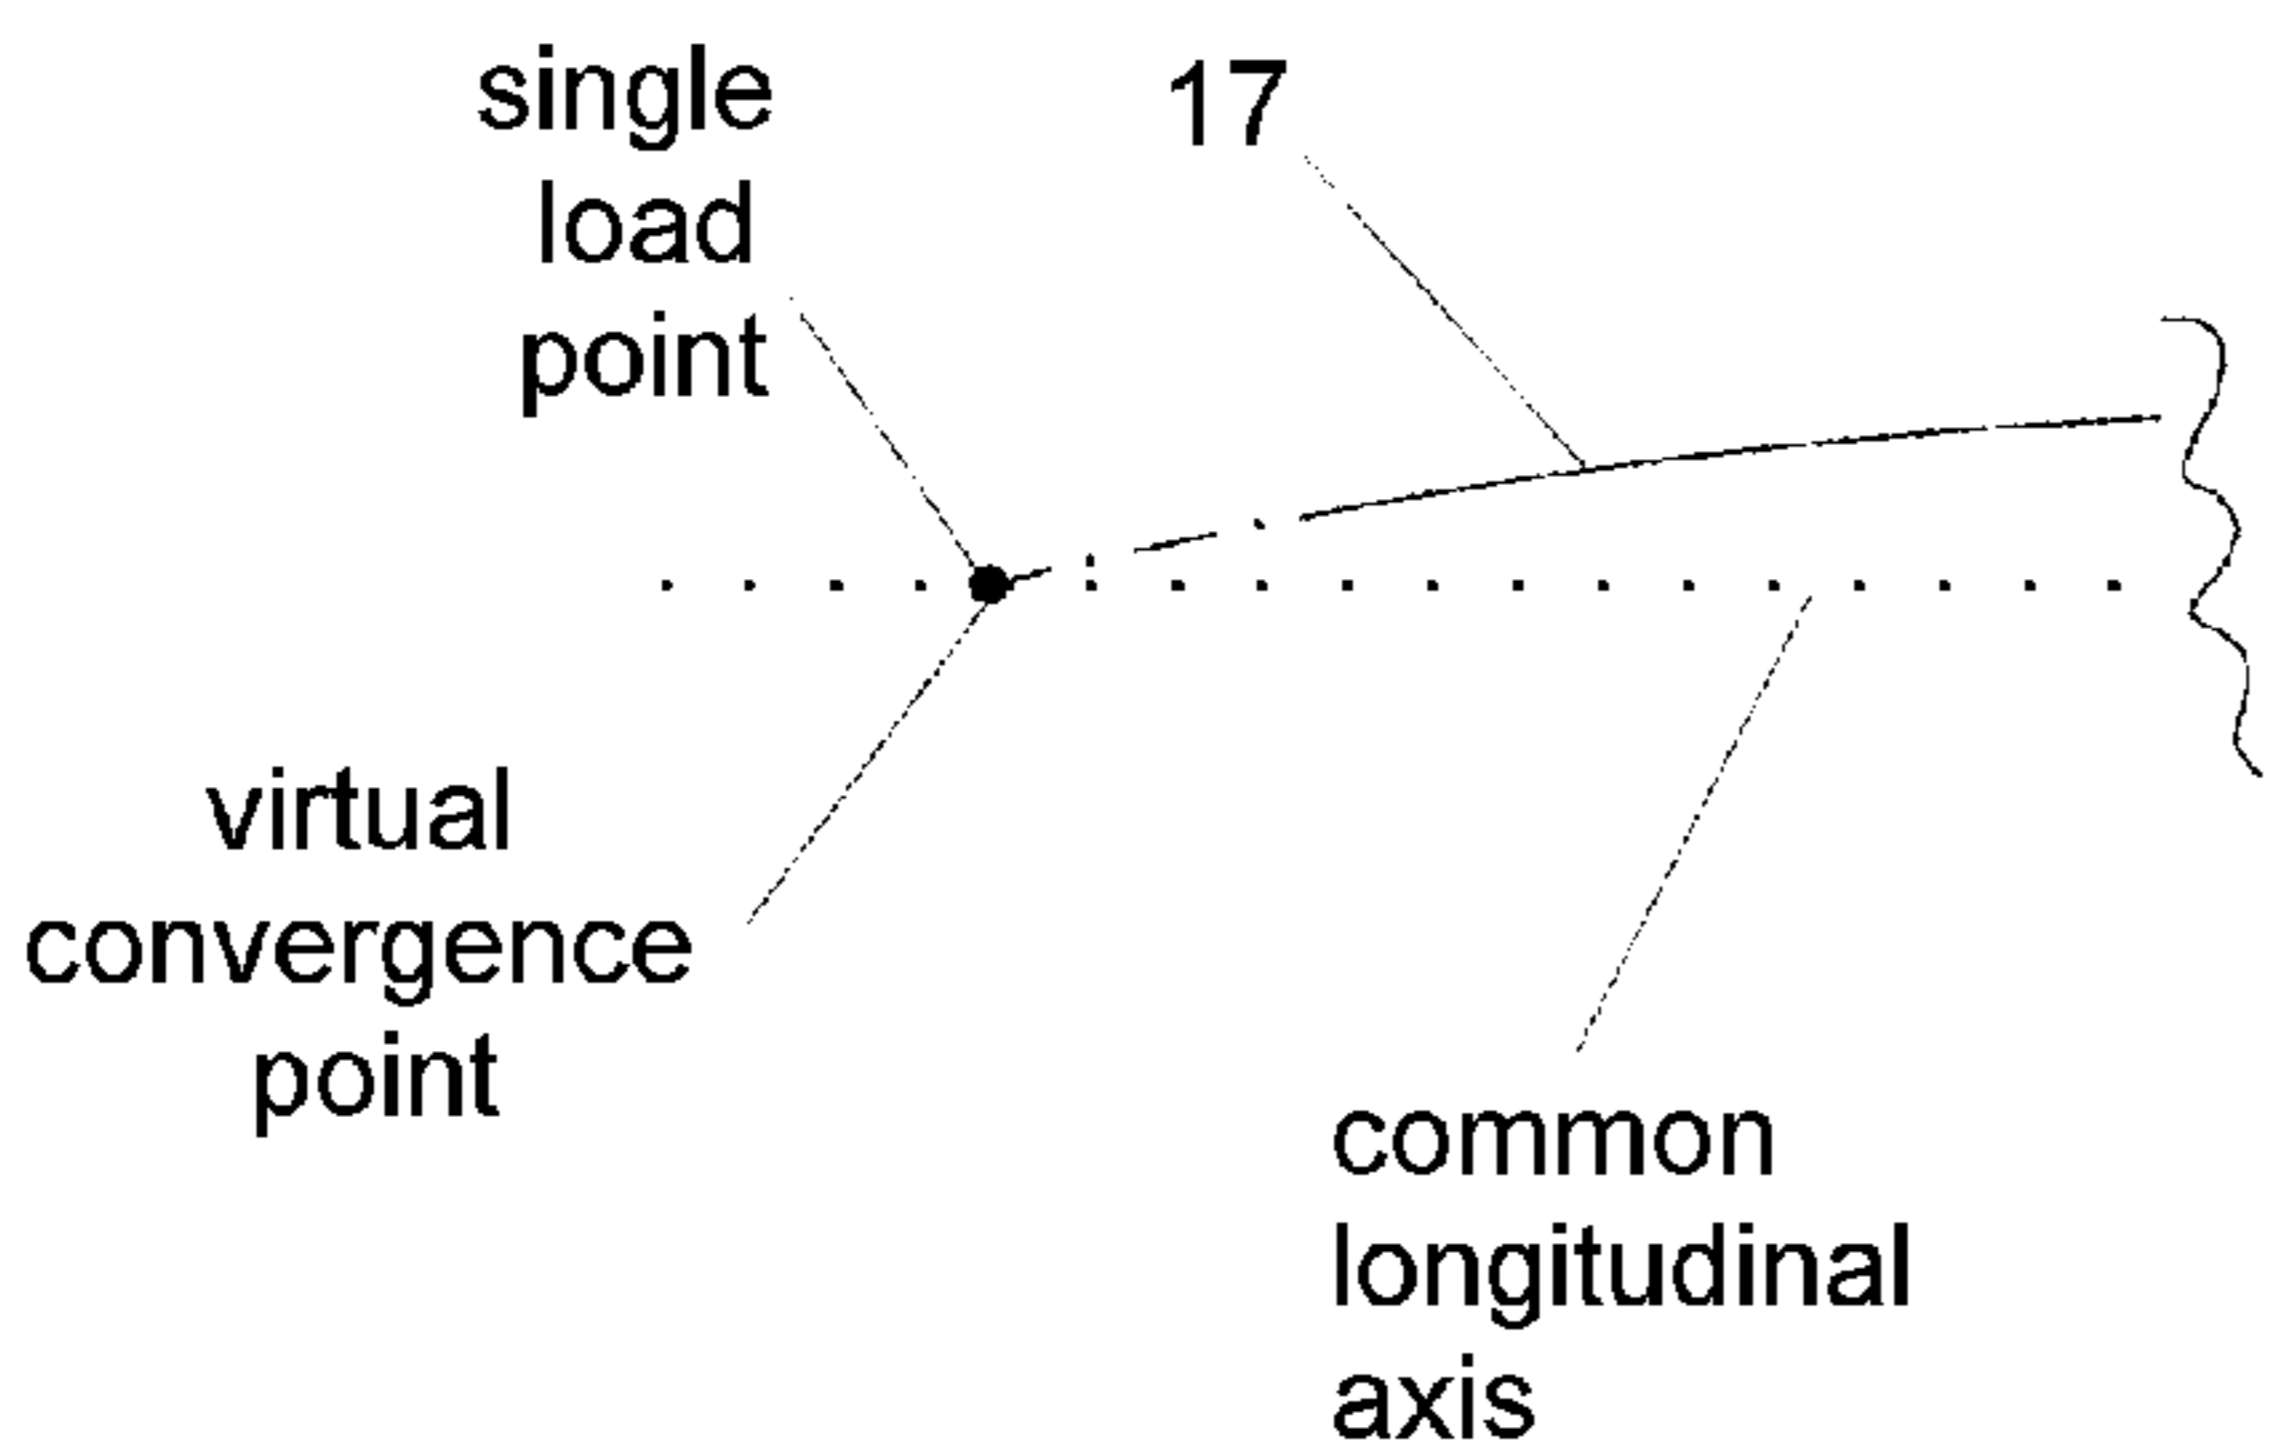 single
load
point
17
virtual
convergence
point
common
longitudinal
axis